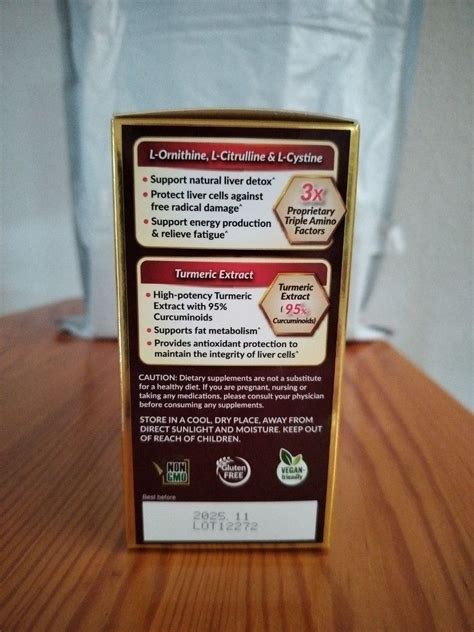 L-Ornithine, L-Citrulline & L-Cystine
• Support natural liver detox^
• Protect liver cells against
free radical damage^
• Support energy production
& relieve fatigue^
3x
Proprietary
Triple Amino
Factors
Turmeric Extract
• High-potency Turmeric
Extract with 95%
Curcuminoids
• Supports fat metabolism^
• Provides antioxidant protection to
maintain the integrity of liver cells^
Turmeric
Extract
(95%
Curcuminoids)
CAUTION: Dietary supplements are not a substitute
for a healthy diet. If you are pregnant, nursing or
taking any medications, please consult your physician
before consuming any supplements.
STORE IN A COOL, DRY PLACE, AWAY FROM
DIRECT SUNLIGHT AND MOISTURE. KEEP OUT
OF REACH OF CHILDREN.
NON
GMO
Gluten
FREE
VEGAN-
friendly
Best before
2025. 11
LOT12272